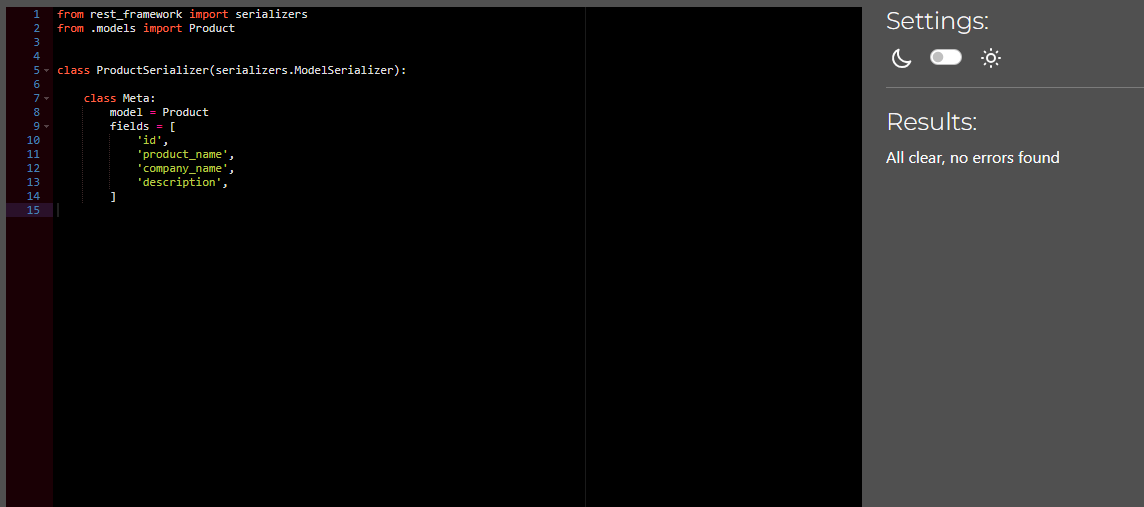 1 from rest_framework import serializers
2 from .models import Product
3
4
5 class ProductSerializer(serializers.ModelSerializer):
6
7     class Meta:
8         model = Product
9         fields = [
10             'id',
11             'product_name',
12             'company_name',
13             'description',
14         ]
15
Settings:
Results:
All clear, no errors found